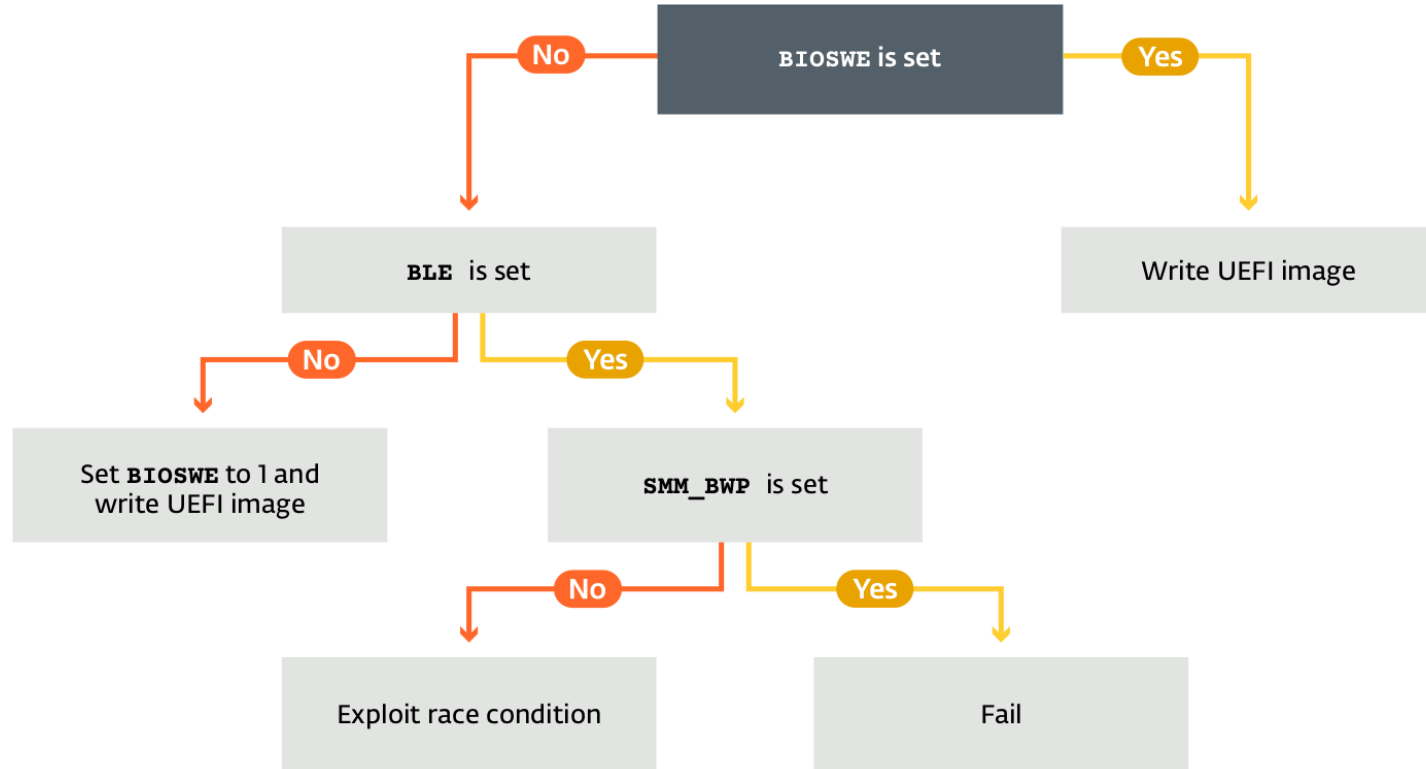 No
BIOSWE is set
Yes
BLE is set
Write UEFI image
No
Yes
Set BIOSWE to 1 and
write UEFI image
SMM_BWP is set
No
Yes
Exploit race condition
Fail